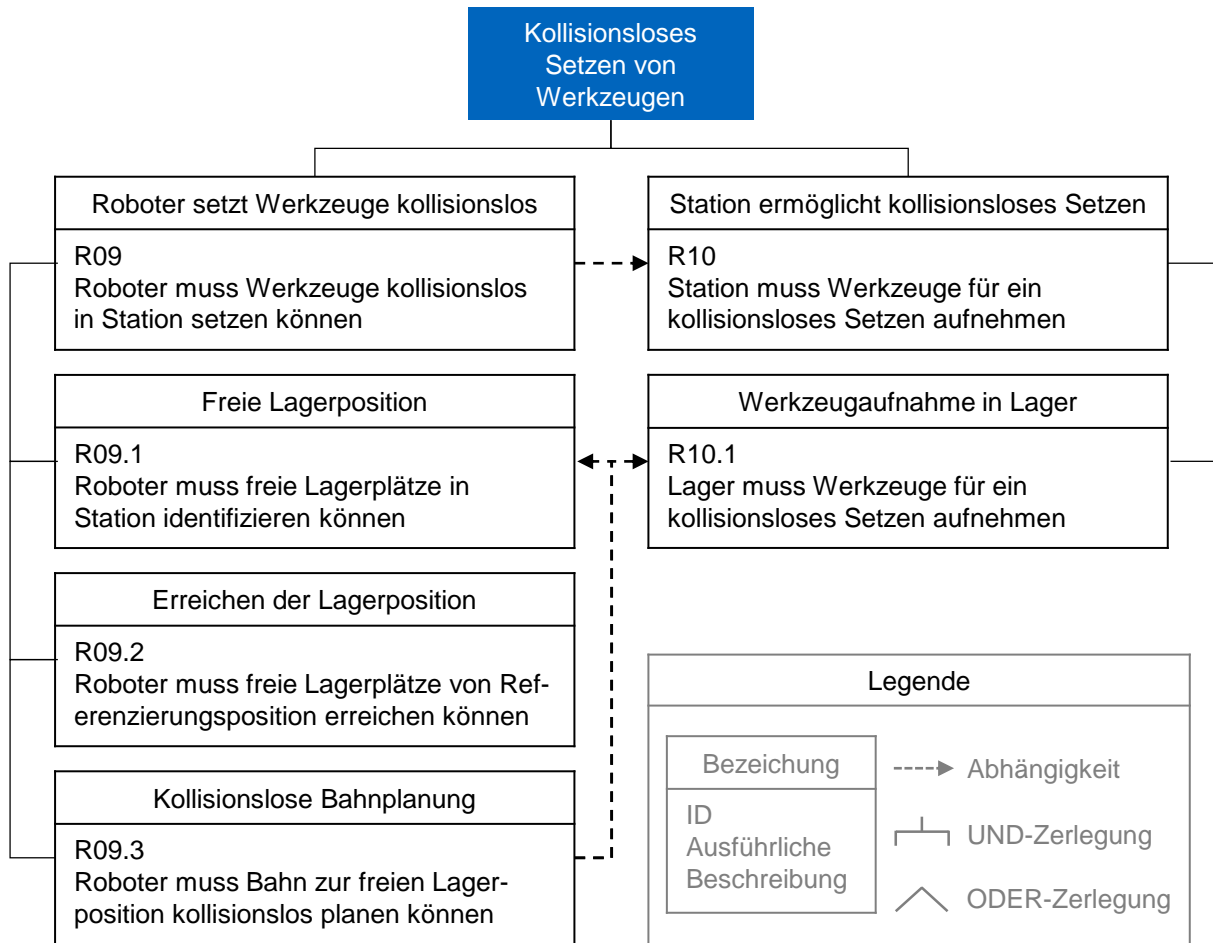 Kollisionsloses
Setzen von
Werkzeugen
Roboter setzt Werkzeuge kollisionslos
R09
Roboter muss Werkzeuge kollisionslos
in Station setzen können
Station ermöglicht kollisionsloses Setzen
R10
Station muss Werkzeuge für ein
kollisionsloses Setzen aufnehmen
Freie Lagerposition
R09.1
Roboter muss freie Lagerplätze in
Station identifizieren können
Werkzeugaufnahme in Lager
R10.1
Lager muss Werkzeuge für ein
kollisionsloses Setzen aufnehmen
Erreichen der Lagerposition
R09.2
Roboter muss freie Lagerplätze von Ref-
erenzierungsposition erreichen können
Kollisionslose Bahnplanung
R09.3
Roboter muss Bahn zur freien Lager-
position kollisionslos planen können
Legende
Bezeichung
ID
Ausführliche
Beschreibung
Abhängigkeit
UND-Zerlegung
ODER-Zerlegung